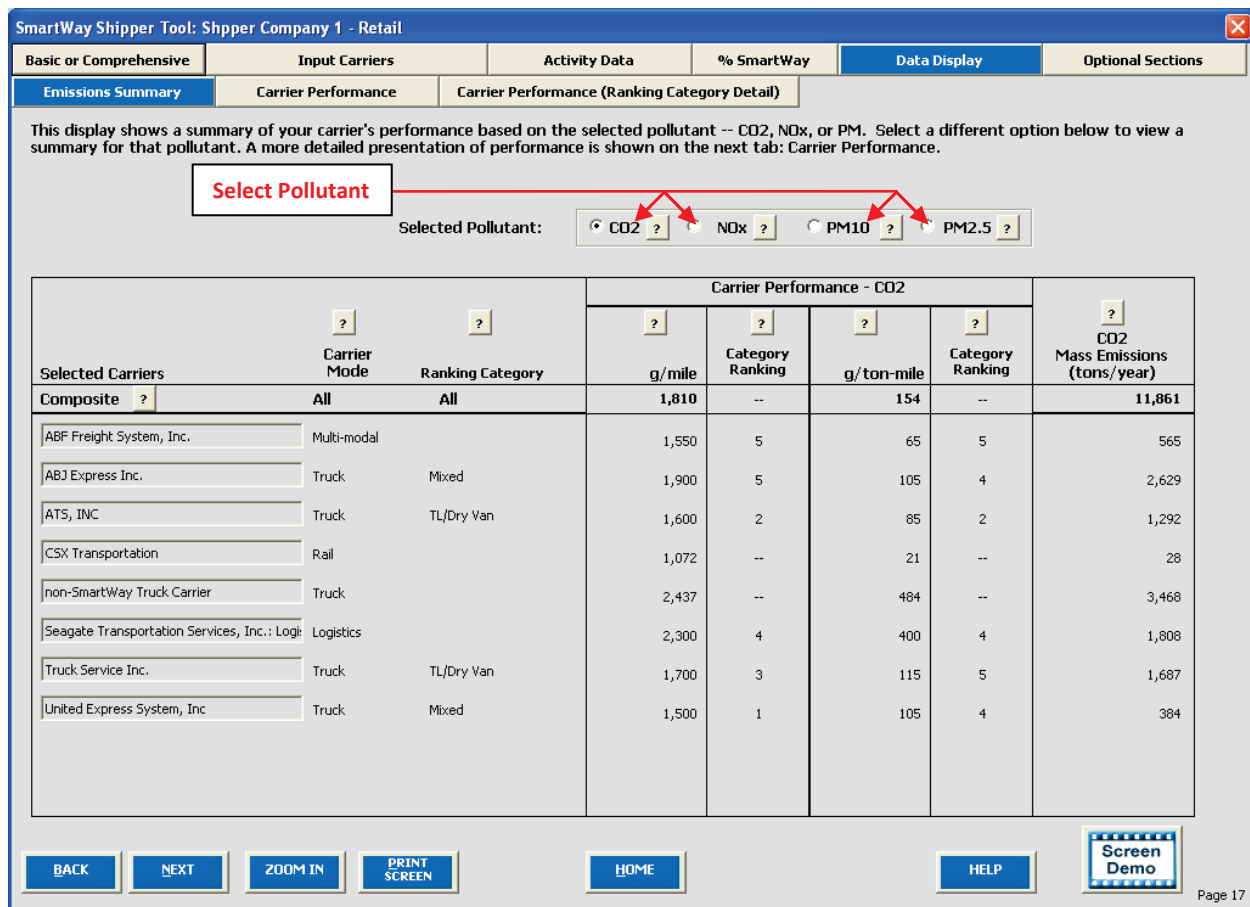 SmartWay Shipper Tool: Shpper Company 1 - Retail
Basic or Comprehensive Input Carriers Activity Data % SmartWay Data Display Optional Sections
Emissions Summary Carrier Performance Carrier Performance (Ranking Category Detail)
This display shows a summary of your carrier's performance based on the selected pollutant -- CO2, NOx, or PM. Select a different option below to view a
summary for that pollutant. A more detailed presentation of performance is shown on the next tab: Carrier Performance.
Select Pollutant
Selected Pollutant: CO2 ? NOx ? PM10 ? PM2.5 ?
Carrier Performance - CO2
? ? ? ? ? ? ?
Selected Carriers Carrier Mode Ranking Category g/mile Category Ranking g/ton-mile Category Ranking CO2 Mass Emissions (tons/year)
Composite ? All All 1,810 -- 154 -- 11,861
ABF Freight System, Inc. Multi-modal 1,550 5 65 5 565
ABJ Express Inc. Truck Mixed 1,900 5 105 4 2,629
ATS, INC Truck TL/Dry Van 1,600 2 85 2 1,292
CSX Transportation Rail 1,072 -- 21 -- 28
non-SmartWay Truck Carrier Truck 2,437 -- 484 -- 3,468
Seagate Transportation Services, Inc.: Logi Logistics 2,300 4 400 4 1,808
Truck Service Inc. Truck TL/Dry Van 1,700 3 115 5 1,687
United Express System, Inc Truck Mixed 1,500 1 105 4 384
BACK NEXT ZOOM IN PRINT SCREEN HOME HELP Screen Demo
Page 17